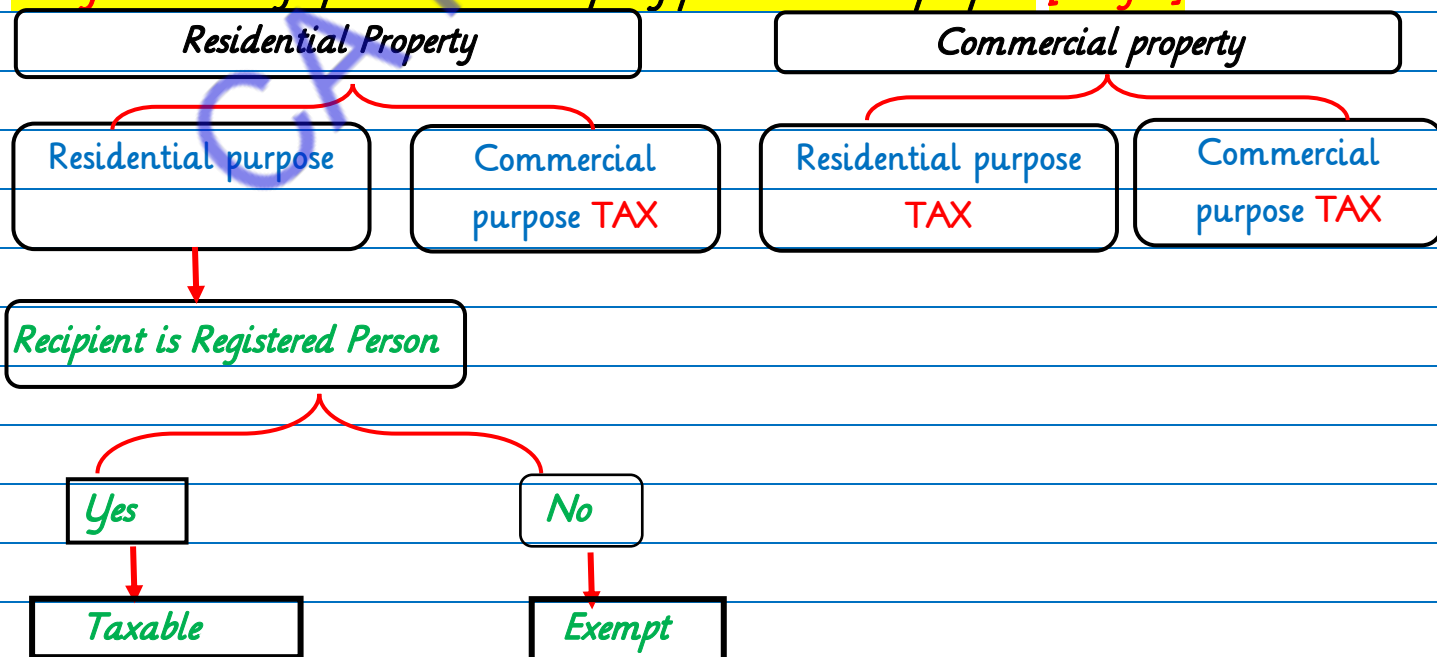 Residential Property
Commercial property
Residential purpose
Commercial
purpose TAX
Residential purpose
TAX
Commercial
purpose TAX
Recipient is Registered Person
Yes
No
Taxable
Exempt
CA